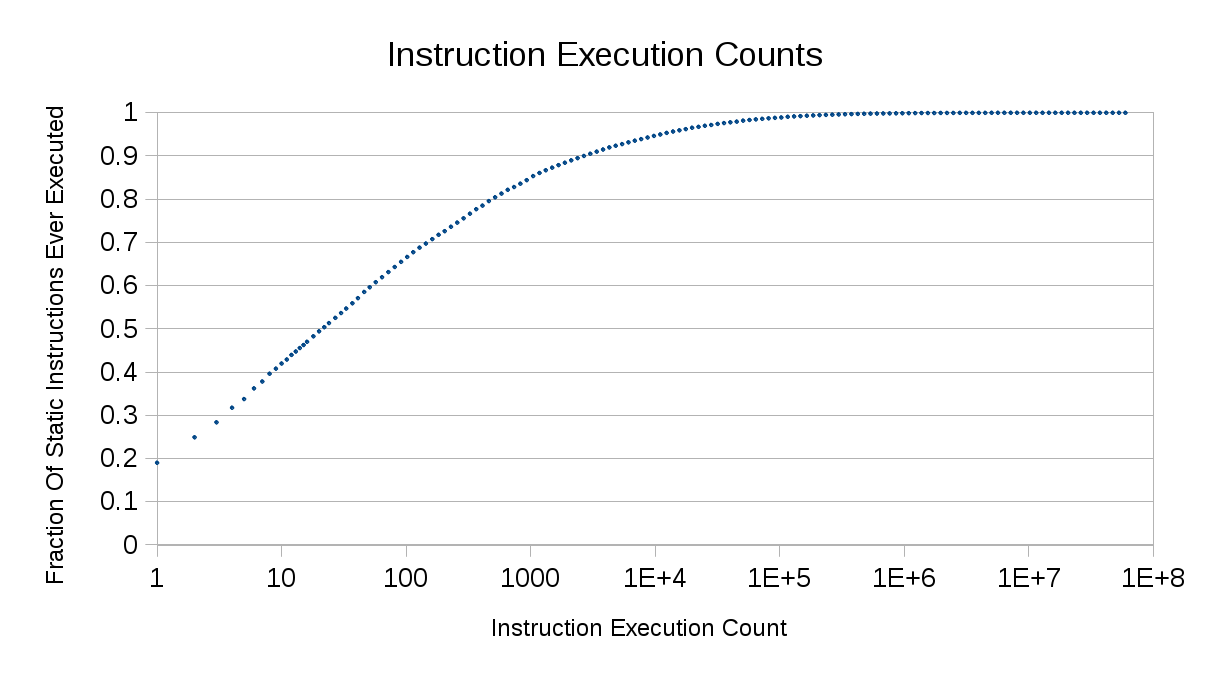 Instruction Execution Counts
Fraction Of Static Instructions Ever Executed
1
0.9
0.8
0.7
0.6
0.5
0.4
0.3
0.2
0.1
0
1 10 100 1000 1E+4 1E+5 1E+6 1E+7 1E+8
Instruction Execution Count